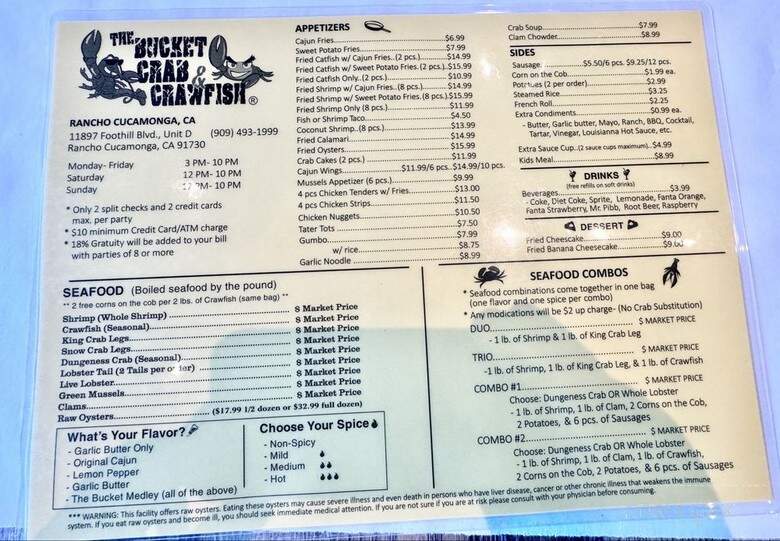 THE BUCKET
CRAB &
CRAWFISH ®
RANCHO CUCAMONGA, CA
11897 Foothill Blvd., Unit D (909) 493-1999
Rancho Cucamonga, CA 91730
Monday- Friday 3 PM- 10 PM
Saturday 12 PM- 10 PM
Sunday PM- 10 PM
* Only 2 split checks and 2 credit cards
max. per party
* $10 minimum Credit Card/ATM charge
* 18% Gratuity will be added to your bill
with parties of 8 or more
APPETIZERS
Cajun Fries $6.99
Sweet Potato Fries $7.99
Fried Catfish w/ Cajun Fries..(2 pcs.) $14.99
Fried Catfish w/ Sweet Potato Fries. (2 pcs.). $15.99
Fried Catfish Only..(2 pcs.) $10.99
Fried Shrimp w/ Cajun Fries..(8 pcs.) $14.99
Fried Shrimp w/ Sweet Potato Fries. (8 pcs.) $15.99
Fried Shrimp Only (8 pcs.) $11.99
Fish or Shrimp Taco $4.50
Coconut Shrimp..(8 pcs.) $13.99
Fried Calamari $14.99
Fried Oysters $15.99
Crab Cakes (2 pcs.) $11.99
Cajun Wings $11.99/6 pcs. $14.99/10 pcs.
Mussels Appetizer (6 pcs.) $9.99
4 pcs Chicken Tenders w/ Fries $13.00
4 pcs Chicken Strips $11.50
Chicken Nuggets $10.50
Tater Tots $7.50
Gumbo $7.99
w/ rice $8.75
Garlic Noodle $8.99
Crab Soup $7.99
Clam Chowder $8.99
SIDES
Sausage $5.50/6 pcs. $9.25/12 pcs.
Corn on the Cob $1.99 ea.
Potatoes (2 per order) $2.99
Steamed Rice $3.25
French Roll $2.25
Extra Condiments $0.99 ea.
- Butter, Garlic butter, Mayo, Ranch, BBQ, Cocktail,
Tartar, Vinegar, Louisianna Hot Sauce, etc.
Extra Sauce Cup..(2 sauce cups maximum)..$4.99
Kids Meal $8.99
DRINKS
(free refills on soft drinks)
Beverages $3.99
- Coke, Diet Coke, Sprite, Lemonade, Fanta Orange,
Fanta Strawberry, Mr. Pibb, Root Beer, Raspberry
DESSERT
Fried Cheescake $9.00
Fried Banana Cheesecake $9.00
SEAFOOD (Boiled seafood by the pound)
** 2 free corns on the cob per 2 lbs. of Crawfish (same bag) **
Shrimp (Whole Shrimp) $ Market Price
Crawfish (Seasonal) $ Market Price
King Crab Legs $ Market Price
Snow Crab Legs $ Market Price
Dungeness Crab (Seasonal) $ Market Price
Lobster Tail (2 Tails per order) $ Market Price
Live Lobster $ Market Price
Green Mussels $ Market Price
Clams $ Market Price
Raw Oysters ($17.99 1/2 dozen or $32.99 full dozen)
What's Your Flavor?
- Garlic Butter Only
- Original Cajun
- Lemon Pepper
- Garlic Butter
- The Bucket Medley (all of the above)
Choose Your Spice
- Non-Spicy
- Mild
- Medium
- Hot
SEAFOOD COMBOS
* Seafood combinations come together in one bag
(one flavor and one spice per combo)
* Any modications will be $2 up charge- (No Crab Substitution)
DUO $ MARKET PRICE
- 1 lb. of Shrimp & 1 lb. of King Crab Leg
TRIO $ MARKET PRICE
-1 lb. of Shrimp, 1 lb. of King Crab Leg, & 1 lb. of Crawfish
COMBO #1 $ MARKET PRICE
Choose: Dungeness Crab OR Whole Lobster
- 1 lb. of Shrimp, 1 lb. of Clam, 2 Corns on the Cob,
2 Potatoes, & 6 pcs. of Sausages
COMBO #2 $ MARKET PRICE
Choose: Dungeness Crab OR Whole Lobster
- 1 lb. of Shrimp, 1 lb. of Clam, 1 lb. of Crawfish,
2 Corns on the Cob, 2 Potatoes, & 6 pcs. of Sausages
*** WARNING: This facility offers raw oysters. Eating these oysters may cause severe illness and even death in persons who have liver disease, cancer or other chronic illness that weakens the immune
system. If you eat raw oysters and become ill, you should seek immediate medical attention. If you are not sure if you are at risk please consult with your physician before consuming.